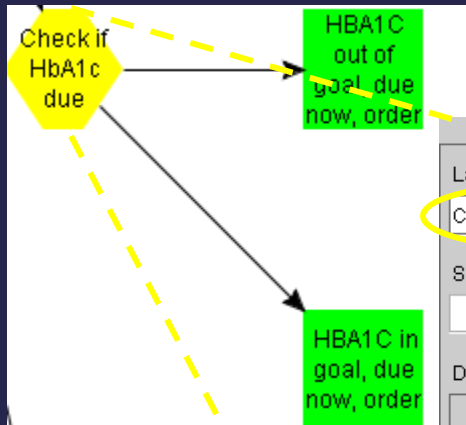 Check if
HbA1c
due
HBA1C
out of
goal, due
now, order
HBA1C in
goal, due
now, order